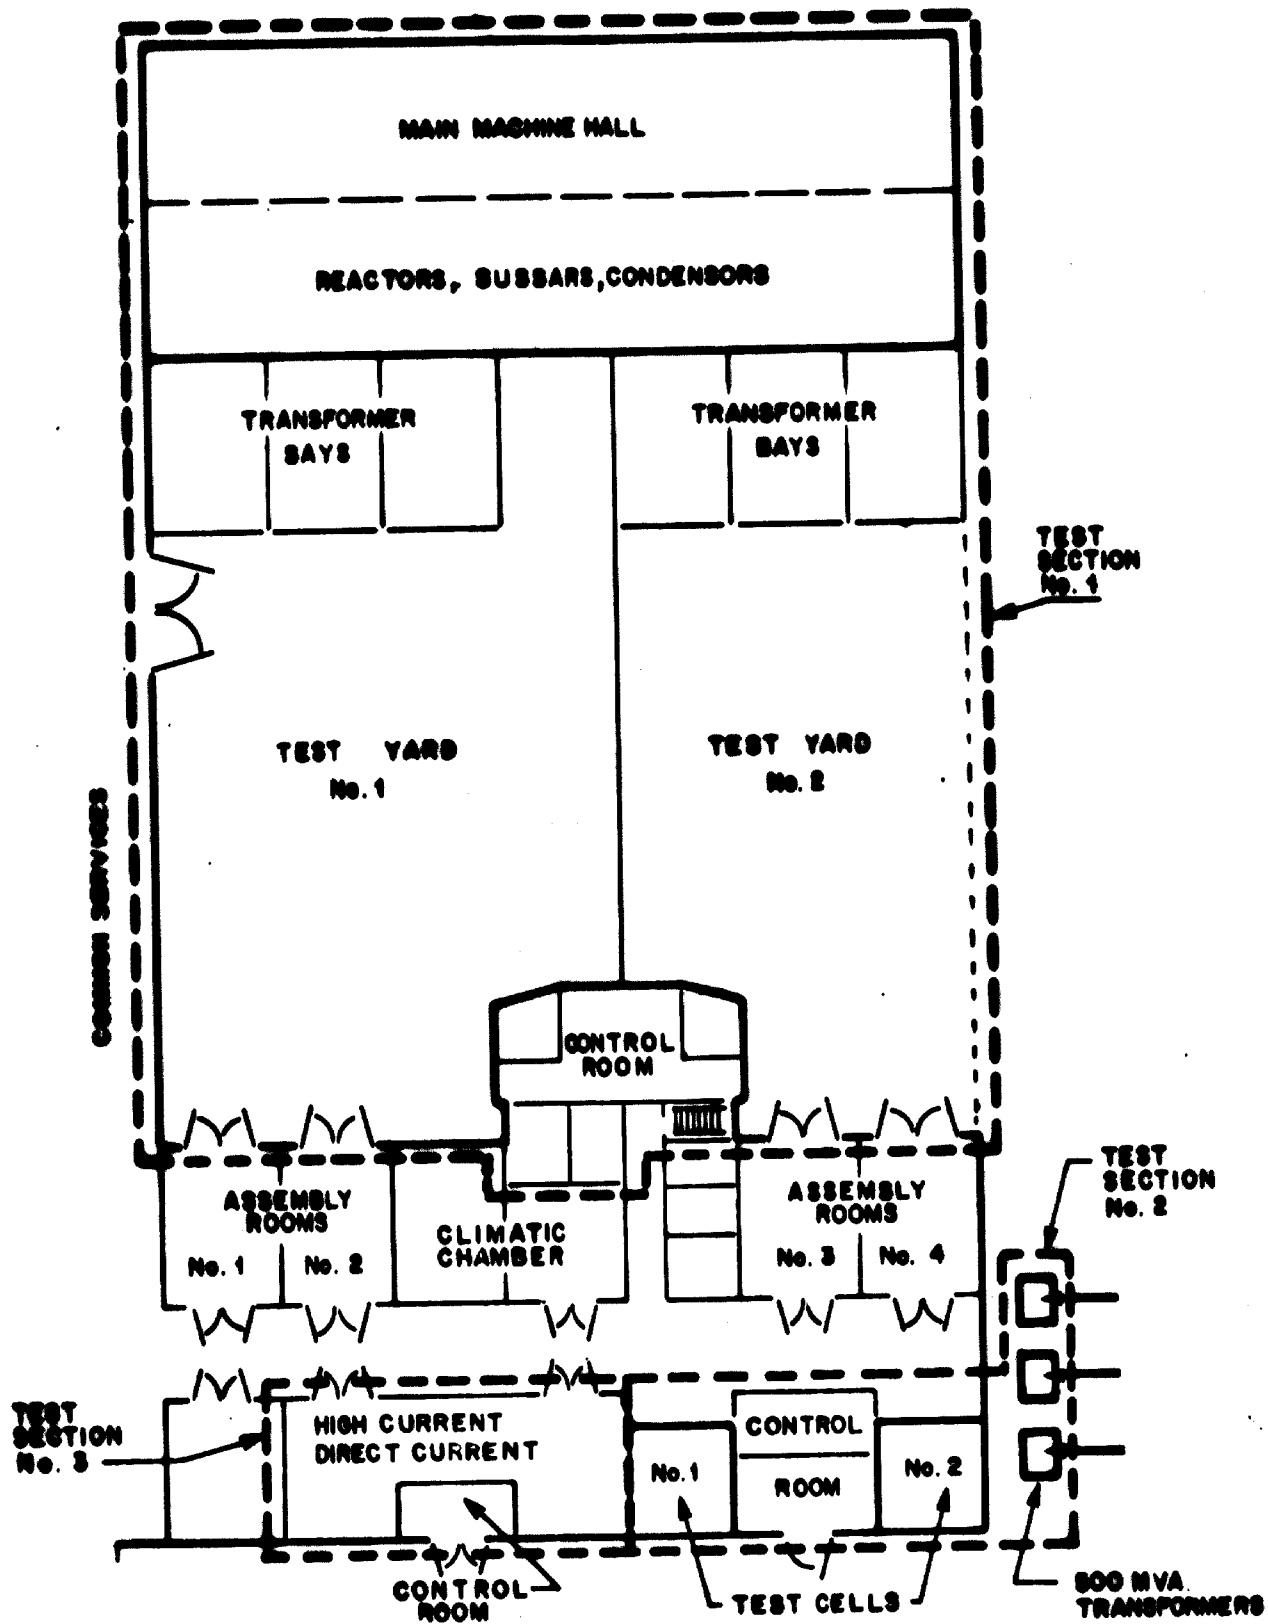 MAIN MACHINE HALL
REACTORS, BUSBARS, CONDENSORS
TRANSFORMER
BAYS
TRANSFORMER
BAYS
TEST
SECTION
No. 1
TEST YARD
No. 1
TEST YARD
No. 2
COMMON SERVICES
CONTROL
ROOM
TEST
SECTION
No. 2
ASSEMBLY
ROOMS
No. 1
No. 2
CLIMATIC
CHAMBER
ASSEMBLY
ROOMS
No. 3
No. 4
TEST
SECTION
No. 3
HIGH CURRENT
DIRECT CURRENT
No. 1
CONTROL
ROOM
No. 2
CONTROL
ROOM
TEST CELLS
500 MVA
TRANSFORMERS